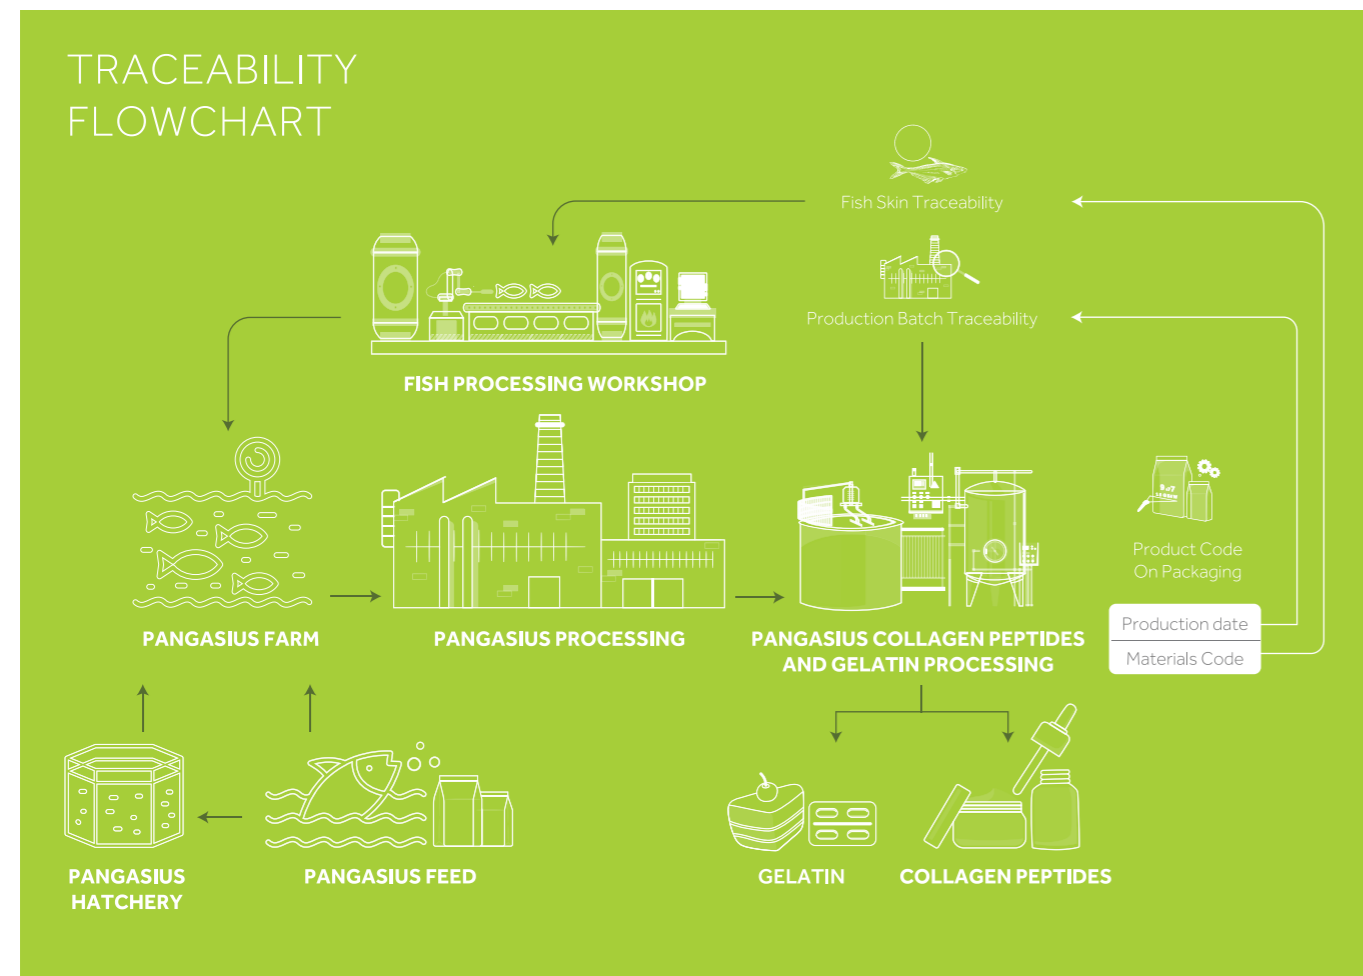 TRACEABILITY
FLOWCHART
Fish Skin Traceability
Production Batch Traceability
FISH PROCESSING WORKSHOP
Product Code
On Packaging
Production date
Materials Code
PANGASIUS FARM
PANGASIUS PROCESSING
PANGASIUS COLLAGEN PEPTIDES
AND GELATIN PROCESSING
PANGASIUS
HATCHERY
PANGASIUS FEED
GELATIN
COLLAGEN PEPTIDES